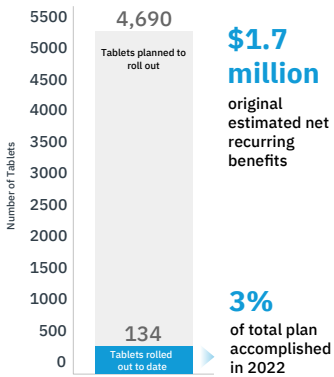 Number of Tablets
5500
5000
4500
4000
3500
3000
2500
2000
1500
1000
500
0
4,690
Tablets planned to
roll out
134
Tablets rolled
out to date
$1.7
million
original
estimated net
recurring
benefits
3%
of total plan
accomplished
in 2022